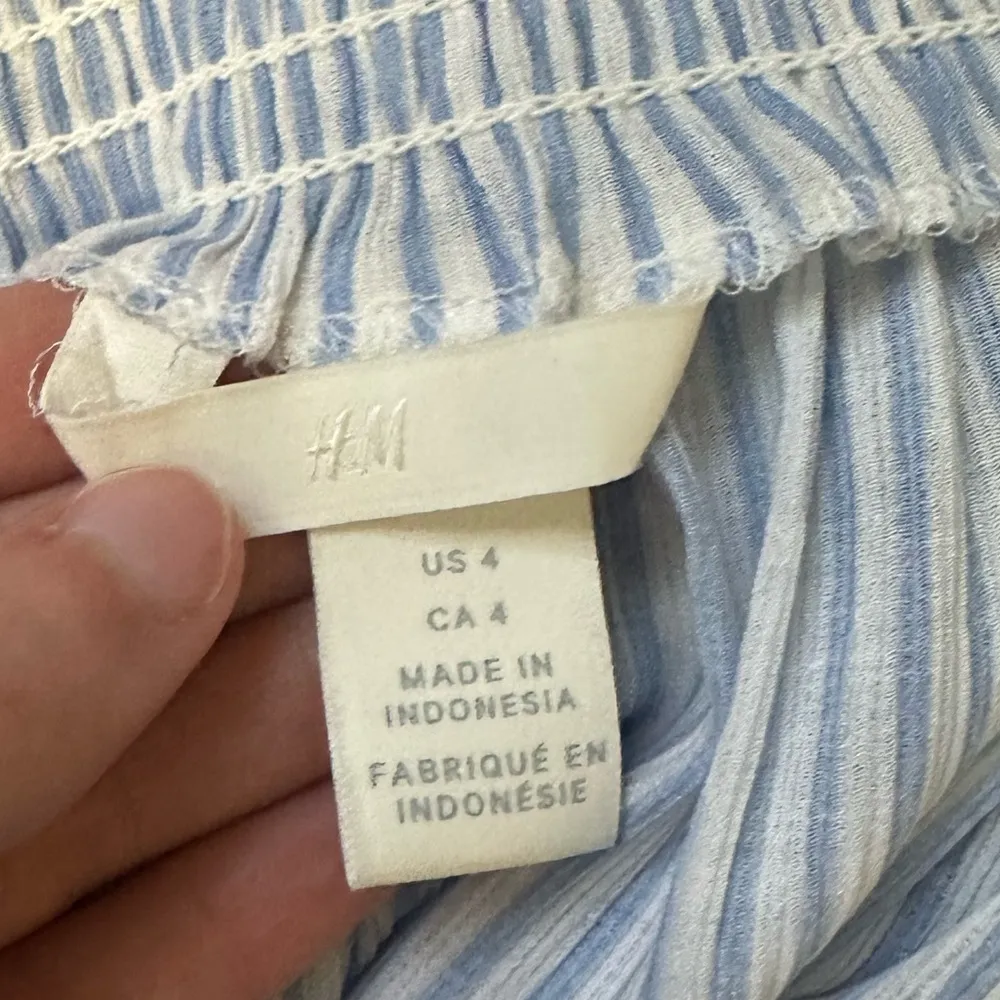 H&M
US 4
CA 4
MADE IN
INDONESIA
FABRIQUÉ EN
INDONÉSIE